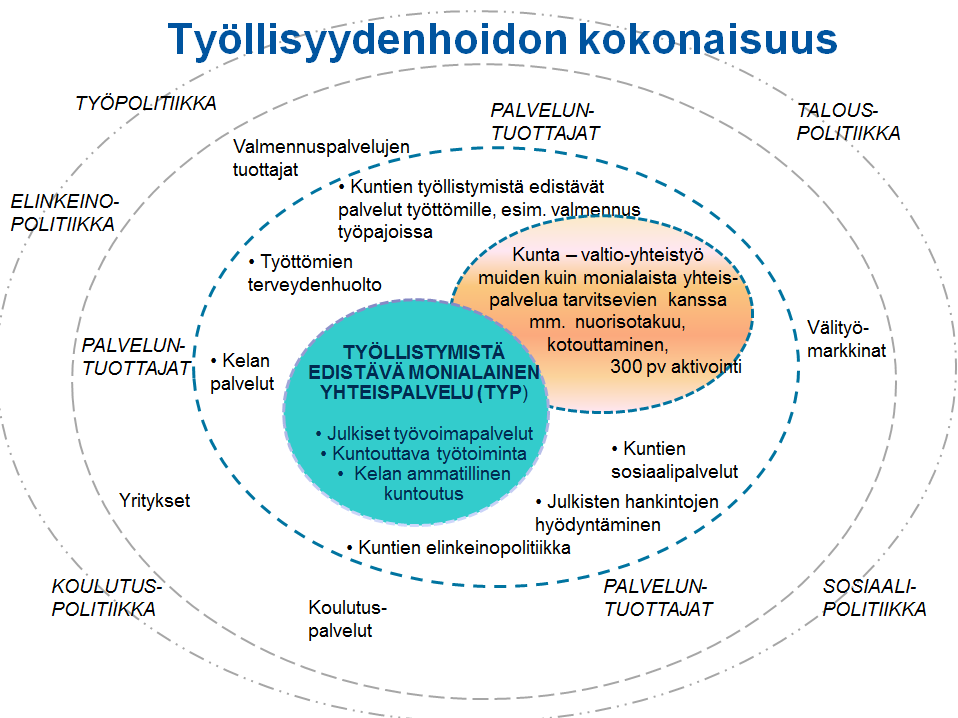 Työllisyydenhoidon kokonaisuus
TYÖPOLITIIKKA
PALVELUN-
TUOTTAJAT
TALOUS-
POLITIIKKA
Valmennuspalvelujen
tuottajat
• Kuntien työllistymistä edistävät
palvelut työttömille, esim. valmennus
työpajoissa
ELINKEINO-
POLITIIKKA
• Työttömien
terveydenhuolto
Kunta – valtio-yhteistyö
muiden kuin monialaista yhteis-
palvelua tarvitsevien kanssa
mm. nuorisotakuu,
kotouttaminen,
300 pv aktivointi
Välityö-
markkinat
PALVELUN-
TUOTTAJAT
• Kelan
palvelut
TYÖLLISTYMISTÄ
EDISTÄVÄ MONIALAINEN
YHTEISPALVELU (TYP)
• Julkiset työvoimapalvelut
• Kuntouttava työtoiminta
• Kelan ammatillinen
kuntoutus
• Kuntien
sosiaalipalvelut
Yritykset
• Julkisten hankintojen
hyödyntäminen
• Kuntien elinkeinopolitiikka
KOULUTUS-
POLITIIKKA
Koulutus-
palvelut
PALVELUN-
TUOTTAJAT
SOSIAALI-
POLITIIKKA